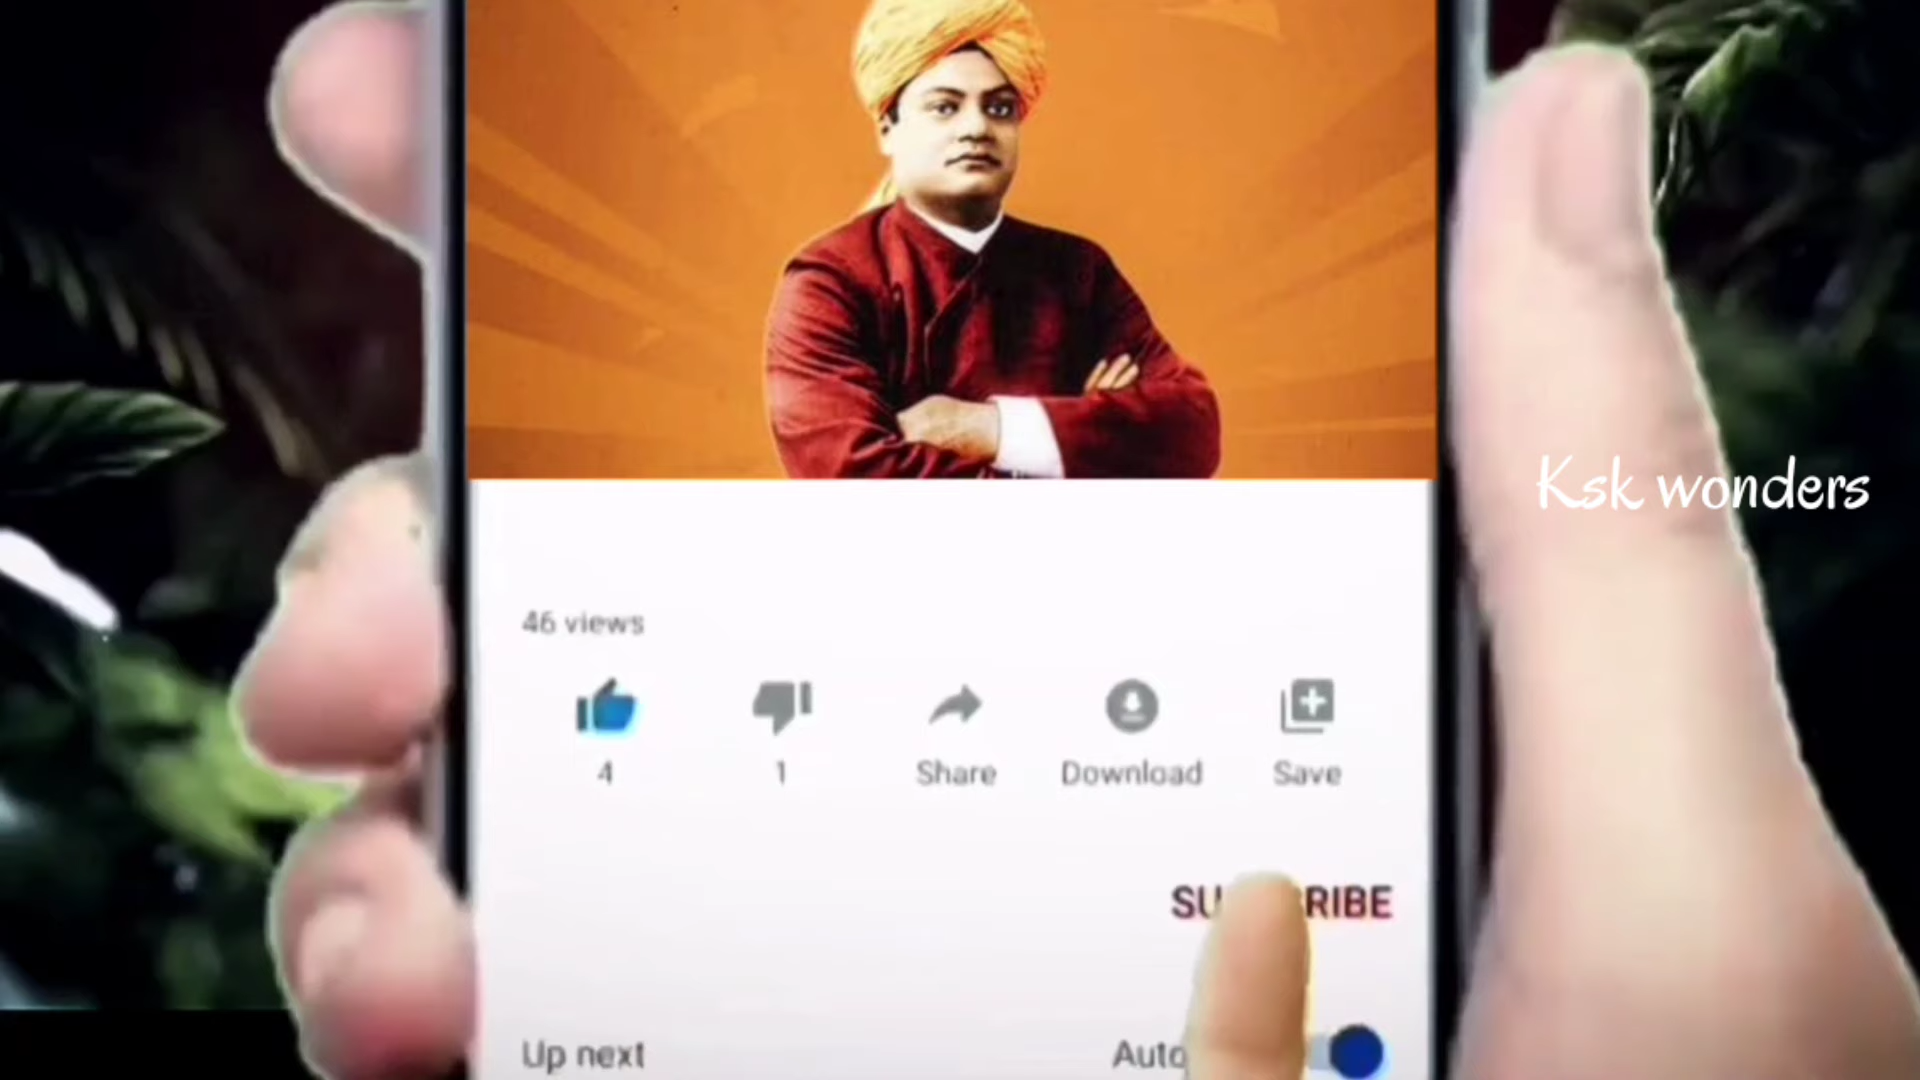 Ksk wonders
46 views
4
1
Share
Download
Save
Up next